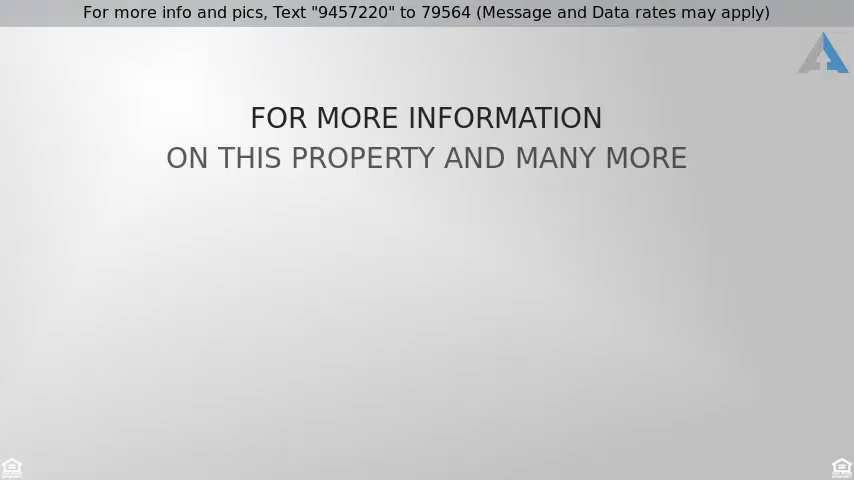 For more info and pics, Text "9457220" to 79564 (Message and Data rates may apply)
FOR MORE INFORMATION
ON THIS PROPERTY AND MANY MORE